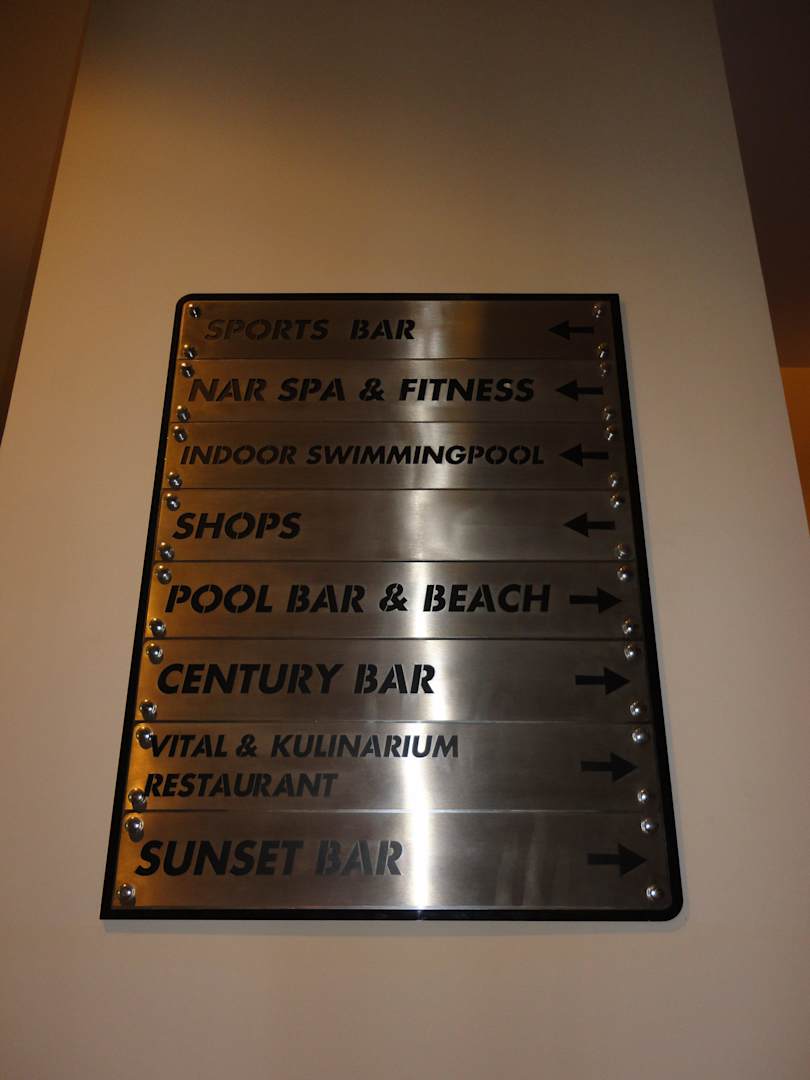 SPORTS BAR ←
NAR SPA & FITNESS ←
INDOOR SWIMMINGPOOL ←
SHOPS ←
POOL BAR & BEACH →
CENTURY BAR →
VITAL & KULINARIUM
RESTAURANT →
SUNSET BAR →